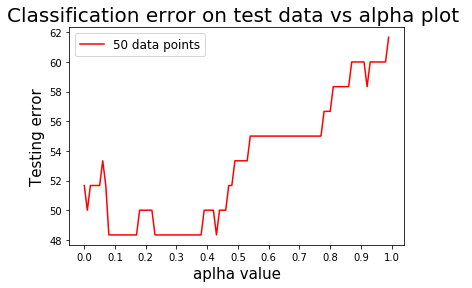 Classification error on test data vs alpha plot
50 data points
Testing error
62
60
58
56
54
52
50
48
0.0 0.1 0.2 0.3 0.4 0.5 0.6 0.7 0.8 0.9 1.0
aplha value